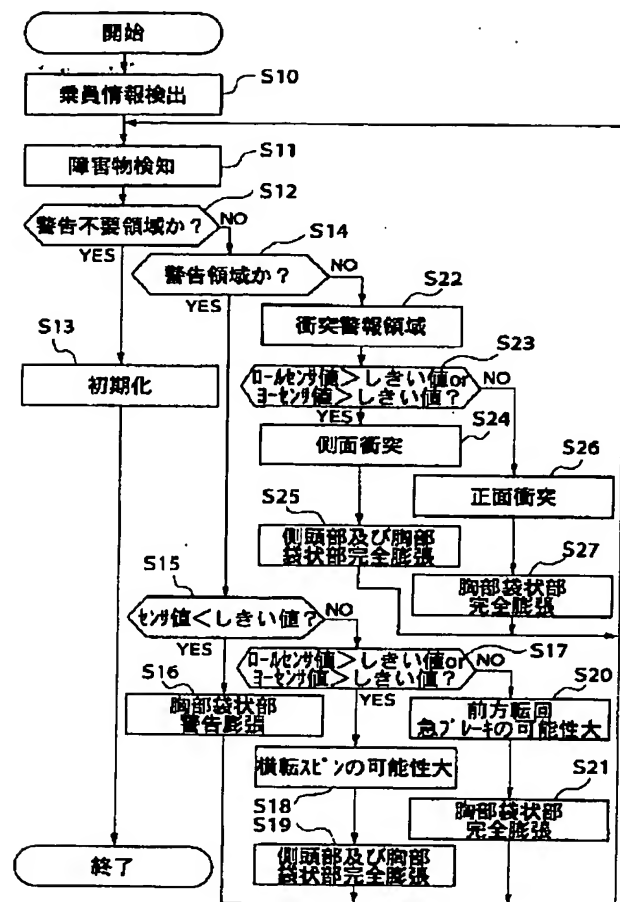 開始
S10
乗員情報検出
S11
障害物検知
S12
警告不要領域か？
NO
YES
S14
警告領域か？
NO
YES
S22
衝突警報領域
S13
初期化
S23
ロールセンサ値＞しきい値or
ヨーセンサ値＞しきい値？
NO
YES
S24
側面衝突
S26
正面衝突
S25
側頭部及び胸部
袋状部完全膨張
S27
胸部袋状部
完全膨張
S15
センサ値＜しきい値？
NO
YES
S17
ロールセンサ値＞しきい値or
ヨーセンサ値＞しきい値？
NO
YES
S16
胸部袋状部
警告膨張
S20
前方転回
急ブレーキの可能性大
横転スピンの可能性大
S18
S21
胸部袋状部
完全膨張
S19
側頭部及び胸部
袋状部完全膨張
終了